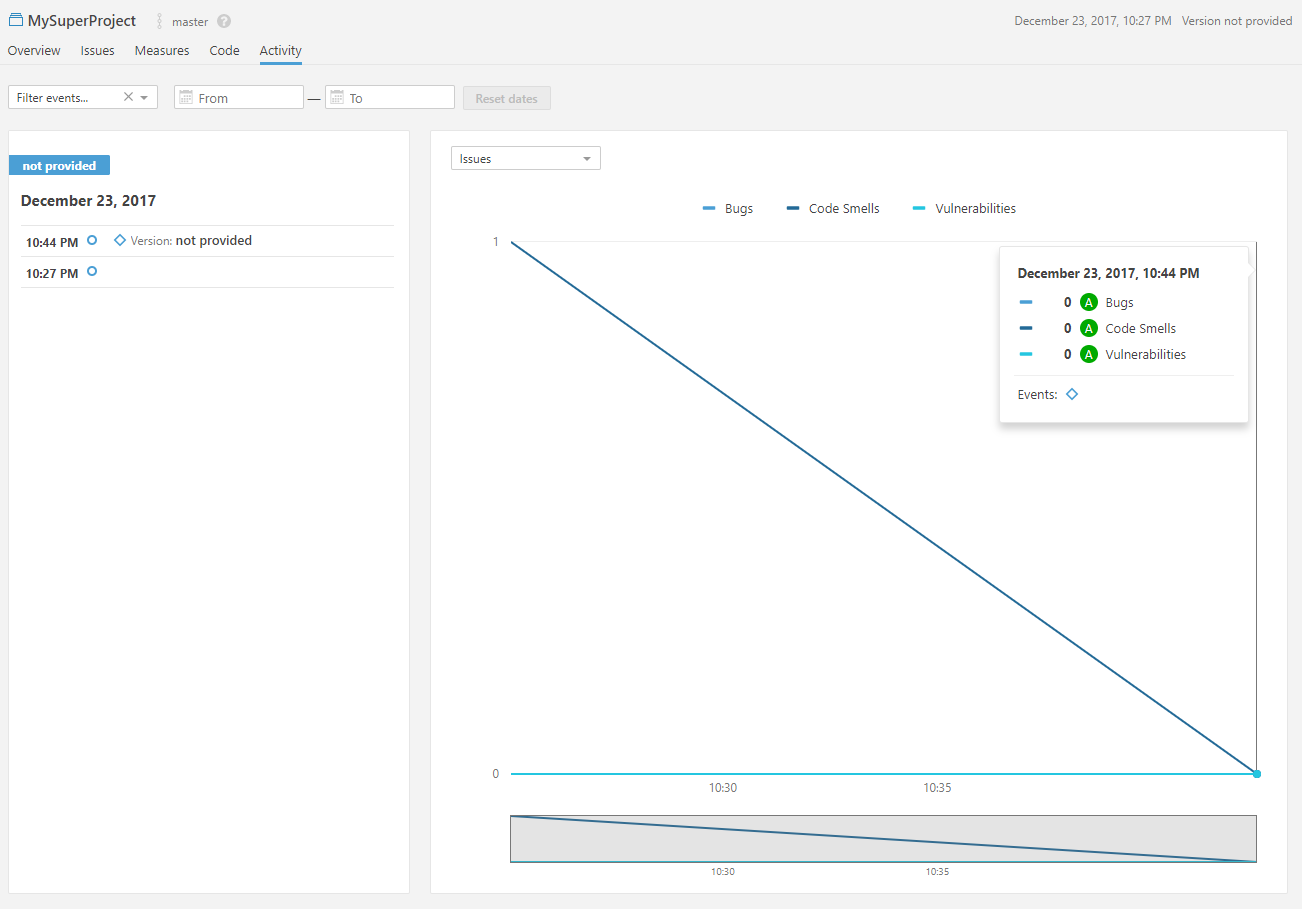 MySuperProject master ? December 23, 2017, 10:27 PM Version not provided
Overview Issues Measures Code Activity
Filter events... From — To Reset dates
not provided
December 23, 2017
10:44 PM Version: not provided
10:27 PM
Issues
Bugs Code Smells Vulnerabilities
1
December 23, 2017, 10:44 PM
0 A Bugs
0 A Code Smells
0 A Vulnerabilities
Events:
0
10:30 10:35
10:30 10:35